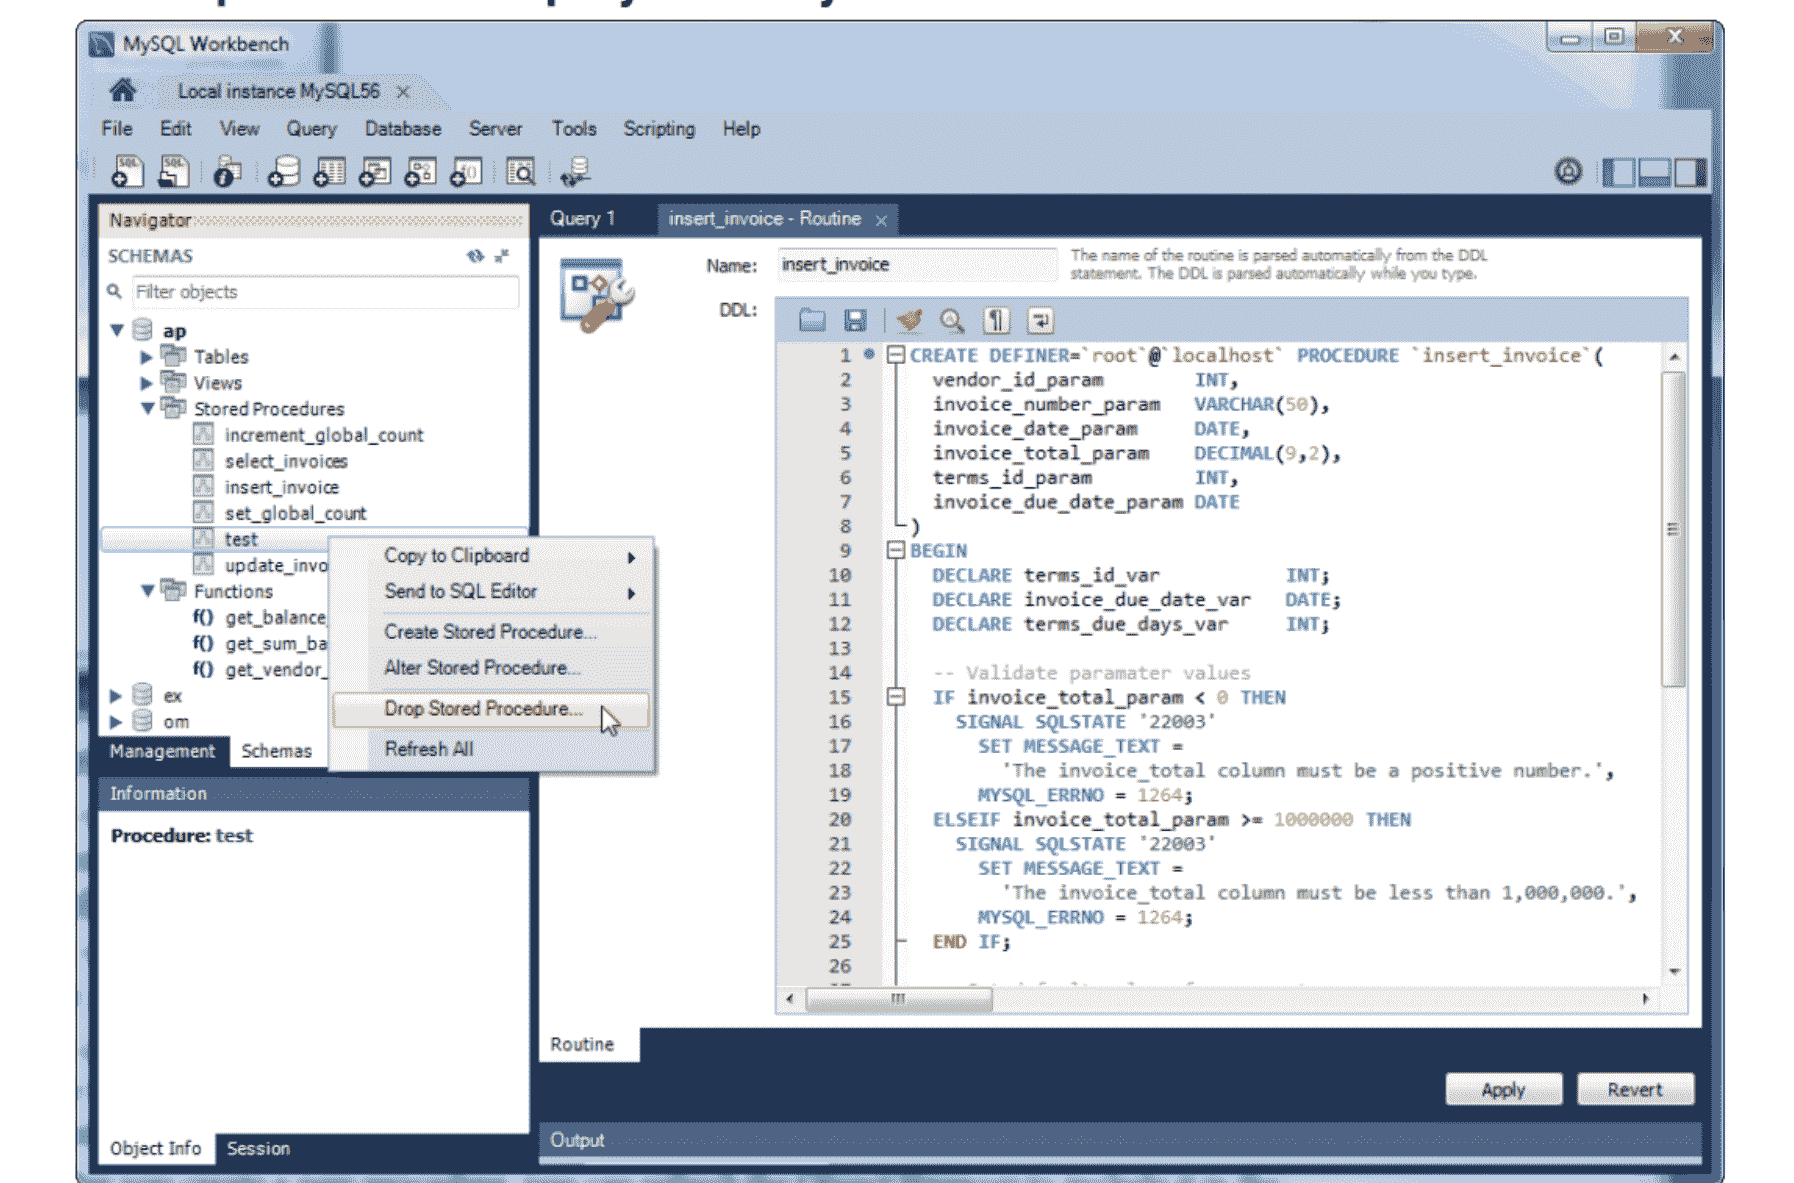 MySQL Workbench
Local instance MySQL56
File Edit View Query Database Server Tools Scripting Help
Navigator
SCHEMAS
Filter objects
ap
Tables
Views
Stored Procedures
increment_global_count
select_invoices
insert_invoice
set_global_count
test
update_invo
Functions
f() get_balance_
f() get_sum_ba
f() get_vendor_
ex
om
Management Schemas
Copy to Clipboard
Send to SQL Editor
Create Stored Procedure...
Alter Stored Procedure...
Drop Stored Procedure...
Refresh All
Information
Procedure: test
Object Info Session
Query 1 insert_invoice - Routine
Name: insert_invoice
The name of the routine is parsed automatically from the DDL
statement. The DDL is parsed automatically while you type.
DDL:
1 CREATE DEFINER=`root`@`localhost` PROCEDURE `insert_invoice`(
2 vendor_id_param INT,
3 invoice_number_param VARCHAR(50),
4 invoice_date_param DATE,
5 invoice_total_param DECIMAL(9,2),
6 terms_id_param INT,
7 invoice_due_date_param DATE
8 )
9 BEGIN
10 DECLARE terms_id_var INT;
11 DECLARE invoice_due_date_var DATE;
12 DECLARE terms_due_days_var INT;
13
14 -- Validate paramater values
15 IF invoice_total_param < 0 THEN
16 SIGNAL SQLSTATE '22003'
17 SET MESSAGE_TEXT =
18 'The invoice_total column must be a positive number.',
19 MYSQL_ERRNO = 1264;
20 ELSEIF invoice_total_param >= 1000000 THEN
21 SIGNAL SQLSTATE '22003'
22 SET MESSAGE_TEXT =
23 'The invoice_total column must be less than 1,000,000.',
24 MYSQL_ERRNO = 1264;
25 END IF;
26
Routine
Apply Revert
Output